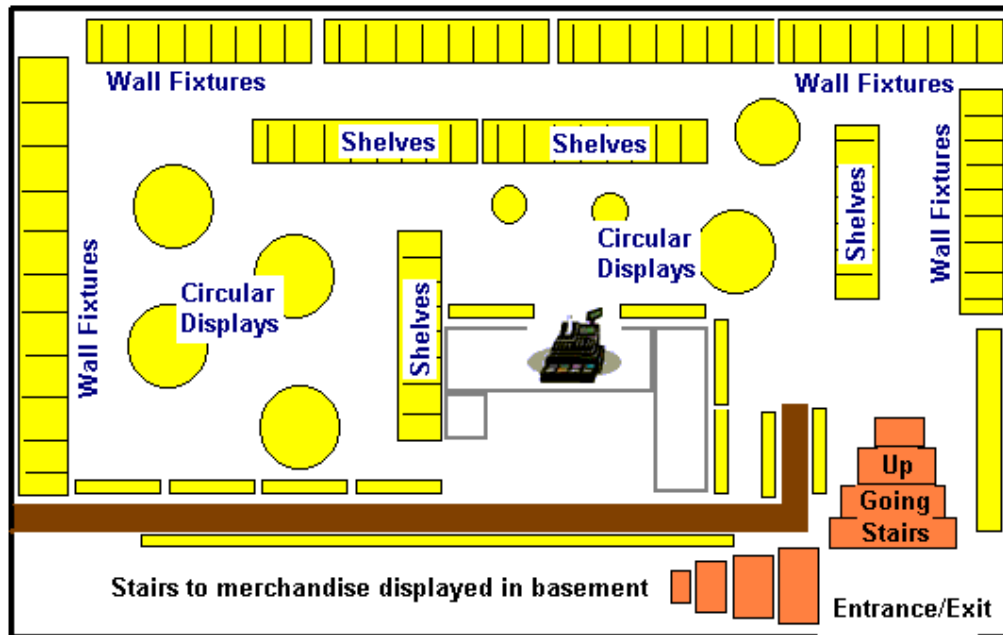 Wall Fixtures
Wall Fixtures
Shelves
Shelves
Wall Fixtures
Shelves
Circular
Displays
Wall Fixtures
Circular
Displays
Shelves
Up
Going
Stairs
Stairs to merchandise displayed in basement
Entrance/Exit